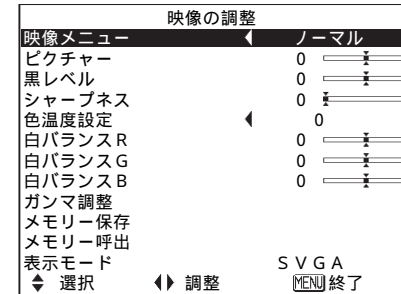 映像の調整
映像メニュー ノーマル
ピクチャー 0
黒レベル 0
シャープネス 0
色温度設定 0
白バランスR 0
白バランスG 0
白バランスB 0
ガンマ調整
メモリー保存
メモリー呼出
表示モード SVGA
選択 調整 MENU 終了